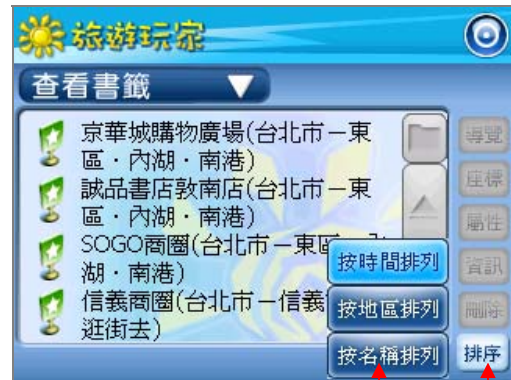 旅遊玩家
查看書籤
京華城購物廣場(台北市－東
區‧內湖‧南港)
誠品書店敦南店(台北市－東
區‧內湖‧南港)
SOGO商圈(台北市－東區
湖‧南港)
信義商圈(台北市－信義
逛街去)
導覽
座標
屬性
資訊
刪除
排序
按時間排列
按地區排列
按名稱排列